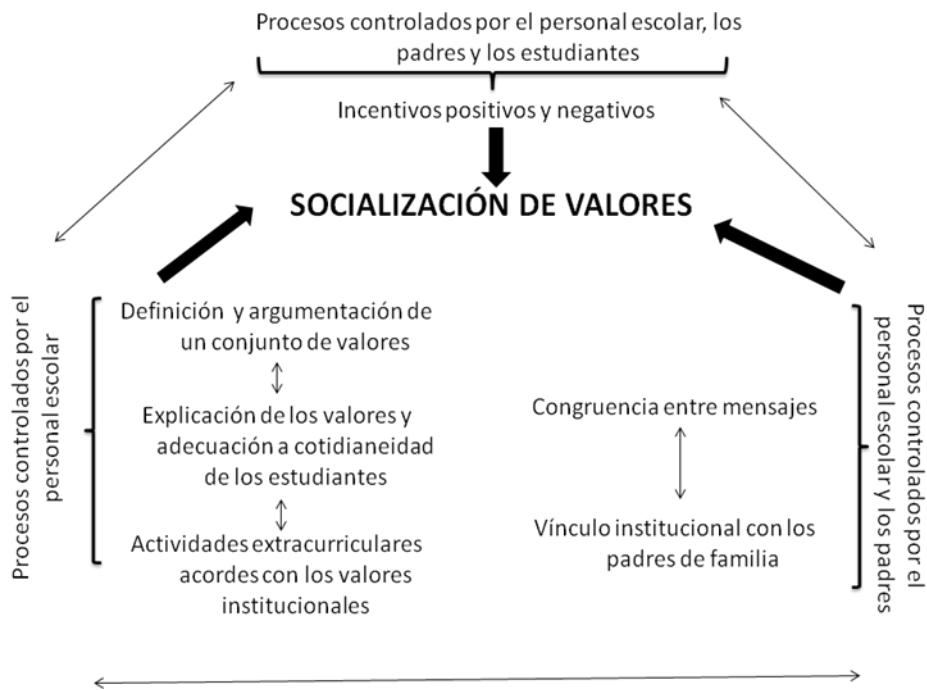 Procesos controlados por el personal escolar, los
padres y los estudiantes
Incentivos positivos y negativos
SOCIALIZACIÓN DE VALORES
Procesos controlados por el
personal escolar
Definición y argumentación de
un conjunto de valores
Explicación de los valores y
adecuación a cotidianeidad
de los estudiantes
Actividades extracurriculares
acordes con los valores
institucionales
Congruencia entre mensajes
Vínculo institucional con los
padres de familia
Procesos controlados por el
personal escolar y los padres